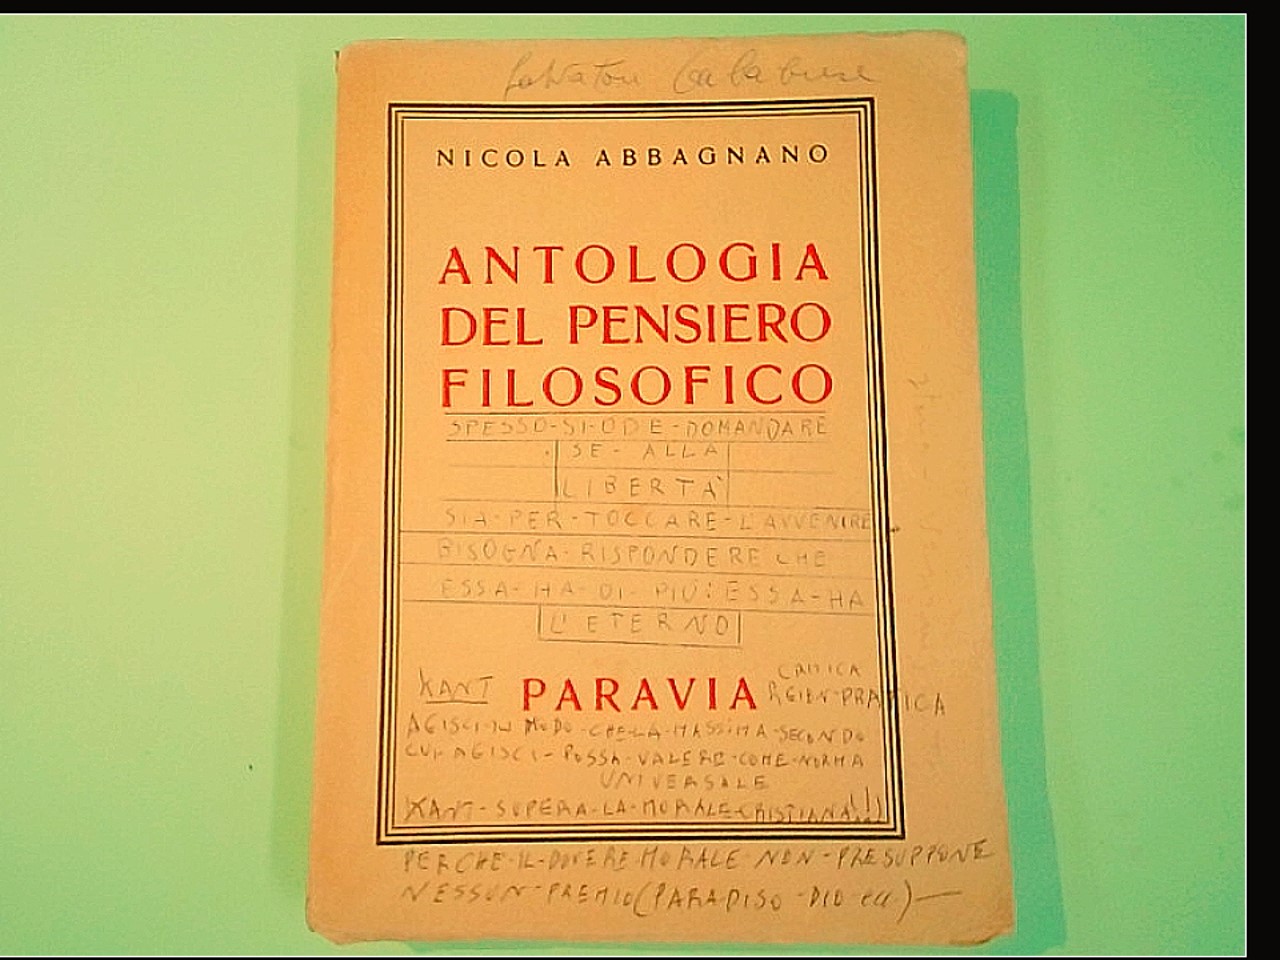 Salvatore Calabrese
NICOLA ABBAGNANO
ANTOLOGIA
DEL PENSIERO
FILOSOFICO
SPESSO-SI-ODE-DOMANDARE
SE-ALLA
LIBERTÀ
SIA-PER-TOCCARE-L'AVVENIRE
BISOGNA-RISPONDERE CHE
ESSA-HA-DI-PIÙ: ESSA-HA
L'ETERNO
KANT PARAVIA CRITICA
RGION-PRATICA
AGISCI-IN MODO-CHE-LA-MASSIMA-SECONDO
CUI-AGISCI-POSSA-VALERE-COME-NORMA
UNIVERSALE
KANT-SUPERA-LA-MORALE-CRISTIANA!!!
PERCHE-IL-DOVERE MORALE NON-PRESUPPONE
NESSUN-PREMIO (PARADISO-DIO ecc)—